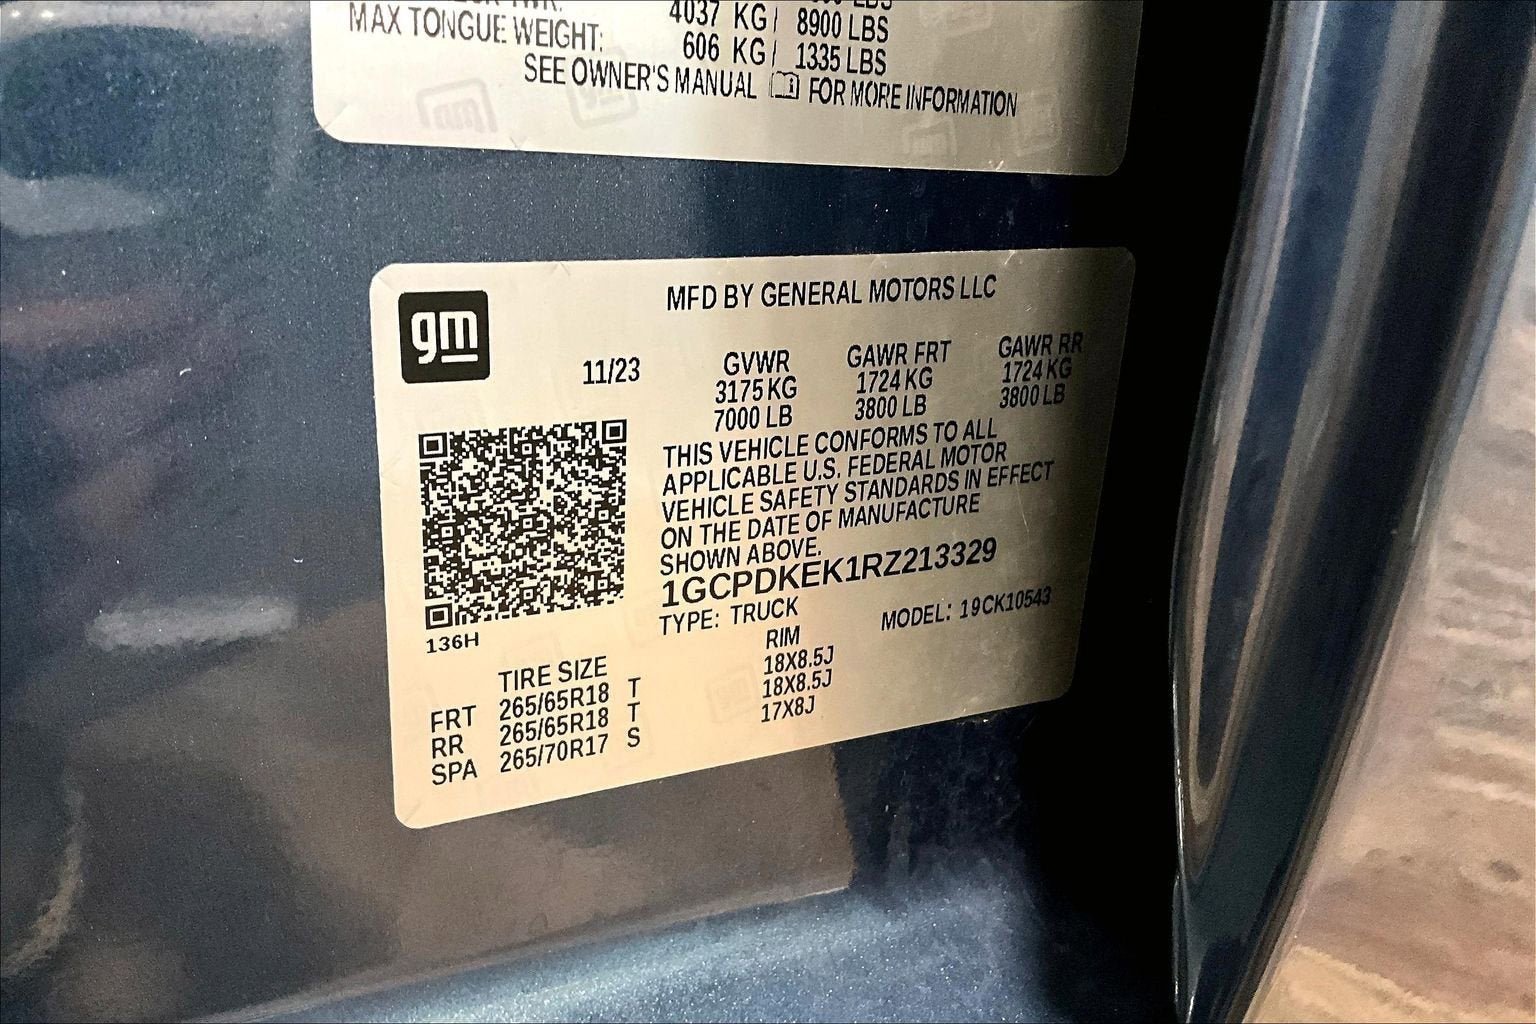 4037 KG / 8900 LBS
MAX TONGUE WEIGHT: 606 KG / 1335 LBS
SEE OWNER'S MANUAL FOR MORE INFORMATION
gm
MFD BY GENERAL MOTORS LLC
11/23 GVWR GAWR FRT GAWR RR
3175 KG 1724 KG 1724 KG
7000 LB 3800 LB 3800 LB
THIS VEHICLE CONFORMS TO ALL
APPLICABLE U.S. FEDERAL MOTOR
VEHICLE SAFETY STANDARDS IN EFFECT
ON THE DATE OF MANUFACTURE
SHOWN ABOVE.
1GCPDKEK1RZ213329
TYPE: TRUCK MODEL: 19CK10543
136H
TIRE SIZE RIM
FRT 265/65R18 T 18X8.5J
RR 265/65R18 T 18X8.5J
SPA 265/70R17 S 17X8J